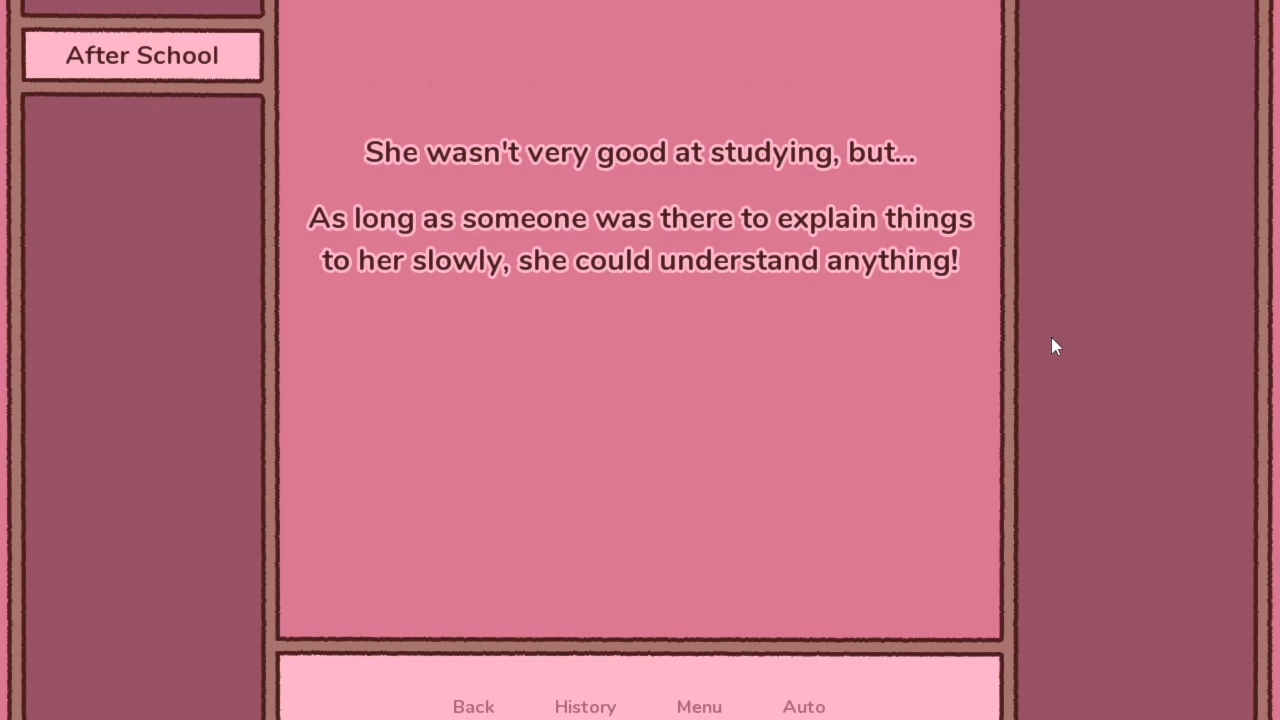 After School
She wasn't very good at studying, but...
As long as someone was there to explain things
to her slowly, she could understand anything!
Back
History
Menu
Auto